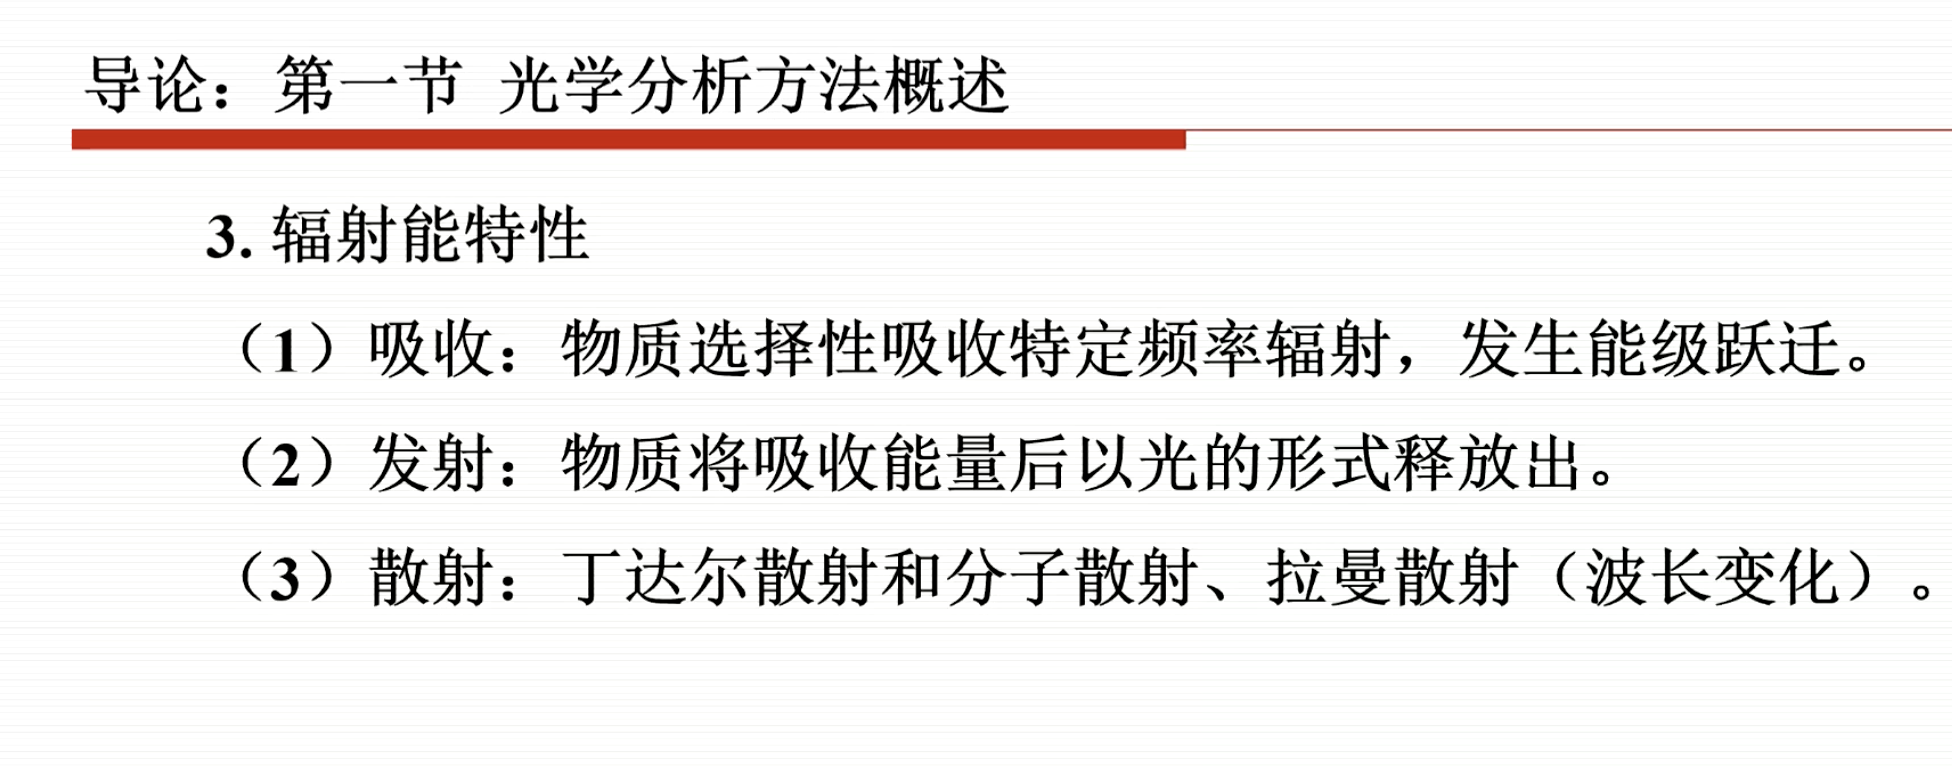 导论：第一节 光学分析方法概述
3. 辐射能特性
（1）吸收：物质选择性吸收特定频率辐射，发生能级跃迁。
（2）发射：物质将吸收能量后以光的形式释放出。
（3）散射：丁达尔散射和分子散射、拉曼散射（波长变化）。